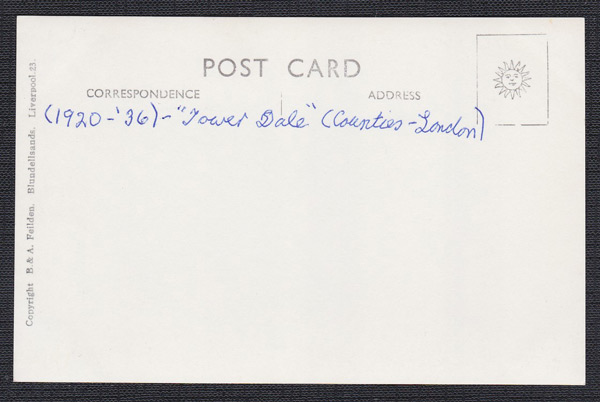 POST CARD
CORRESPONDENCE
ADDRESS
(1920-'36)-"Tower Dale" (Counties-London)
Copyright B. & A. Feilden. Blundellsands. Liverpool 23.